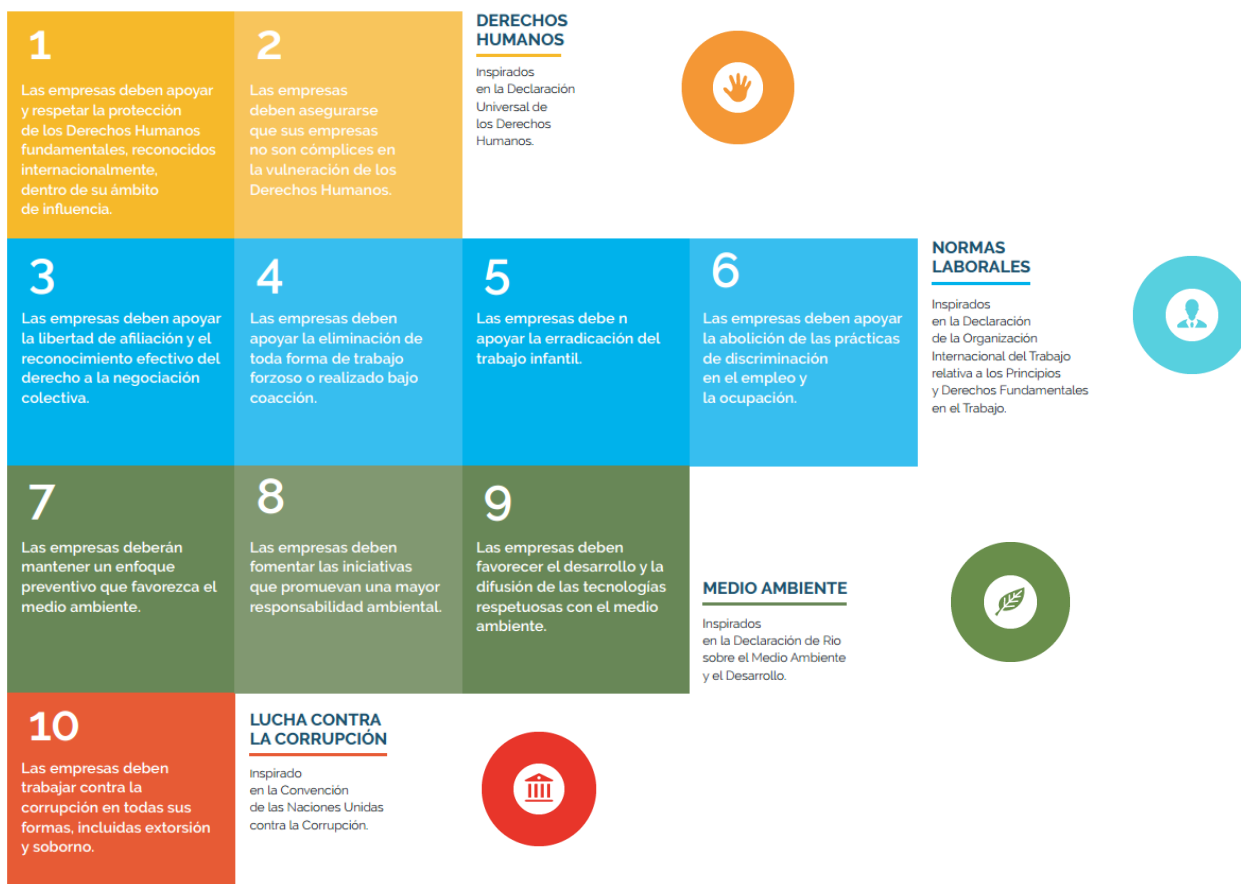 1
Las empresas deben apoyar
y respetar la protección
de los Derechos Humanos
fundamentales, reconocidos
internacionalmente,
dentro de su ámbito
de influencia.
2
Las empresas
deben asegurarse
que sus empresas
no son cómplices en
la vulneración de los
Derechos Humanos.
DERECHOS
HUMANOS
Inspirados
en la Declaración
Universal de
los Derechos
Humanos.
3
Las empresas deben apoyar
la libertad de afiliación y el
reconocimiento efectivo del
derecho a la negociación
colectiva.
4
Las empresas deben
apoyar la eliminación de
toda forma de trabajo
forzoso o realizado bajo
coacción.
5
Las empresas debe n
apoyar la erradicación del
trabajo infantil.
6
Las empresas deben apoyar
la abolición de las prácticas
de discriminación
en el empleo y
la ocupación.
NORMAS
LABORALES
Inspirados
en la Declaración
de la Organización
Internacional del Trabajo
relativa a los Principios
y Derechos Fundamentales
en el Trabajo.
7
Las empresas deberán
mantener un enfoque
preventivo que favorezca el
medio ambiente.
8
Las empresas deben
fomentar las iniciativas
que promuevan una mayor
responsabilidad ambiental.
9
Las empresas deben
favorecer el desarrollo y la
difusión de las tecnologías
respetuosas con el medio
ambiente.
MEDIO AMBIENTE
Inspirados
en la Declaración de Rio
sobre el Medio Ambiente
y el Desarrollo.
10
Las empresas deben
trabajar contra la
corrupción en todas sus
formas, incluidas extorsión
y soborno.
LUCHA CONTRA
LA CORRUPCIÓN
Inspirado
en la Convención
de las Naciones Unidas
contra la Corrupción.